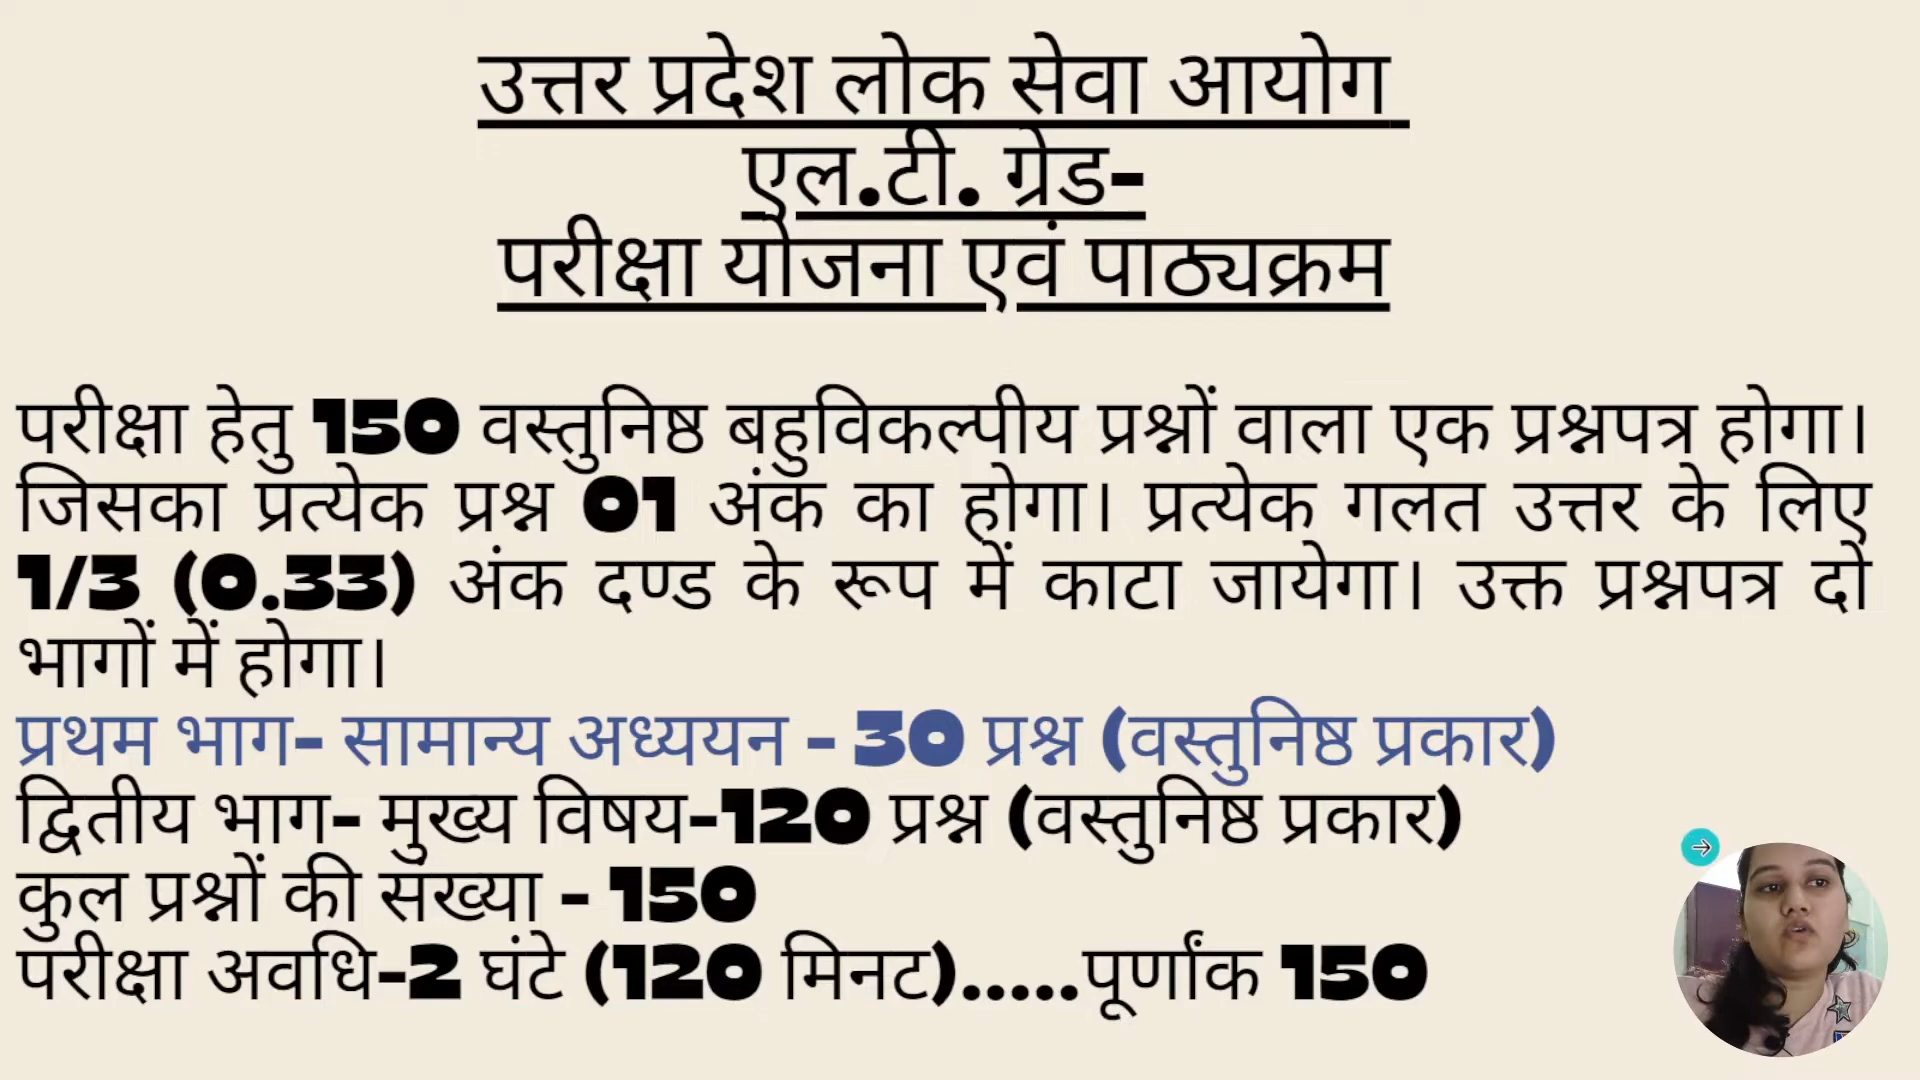 उत्तर प्रदेश लोक सेवा आयोग
एल.टी. ग्रेड-
परीक्षा योजना एवं पाठ्यक्रम
परीक्षा हेतु 150 वस्तुनिष्ठ बहुविकल्पीय प्रश्नों वाला एक प्रश्नपत्र होगा।
जिसका प्रत्येक प्रश्न 01 अंक का होगा। प्रत्येक गलत उत्तर के लिए
1/3 (0.33) अंक दण्ड के रूप में काटा जायेगा। उक्त प्रश्नपत्र दो
भागों में होगा।
प्रथम भाग- सामान्य अध्ययन - 30 प्रश्न (वस्तुनिष्ठ प्रकार)
द्वितीय भाग- मुख्य विषय-120 प्रश्न (वस्तुनिष्ठ प्रकार)
कुल प्रश्नों की संख्या - 150
परीक्षा अवधि-2 घंटे (120 मिनट).....पूर्णांक 150